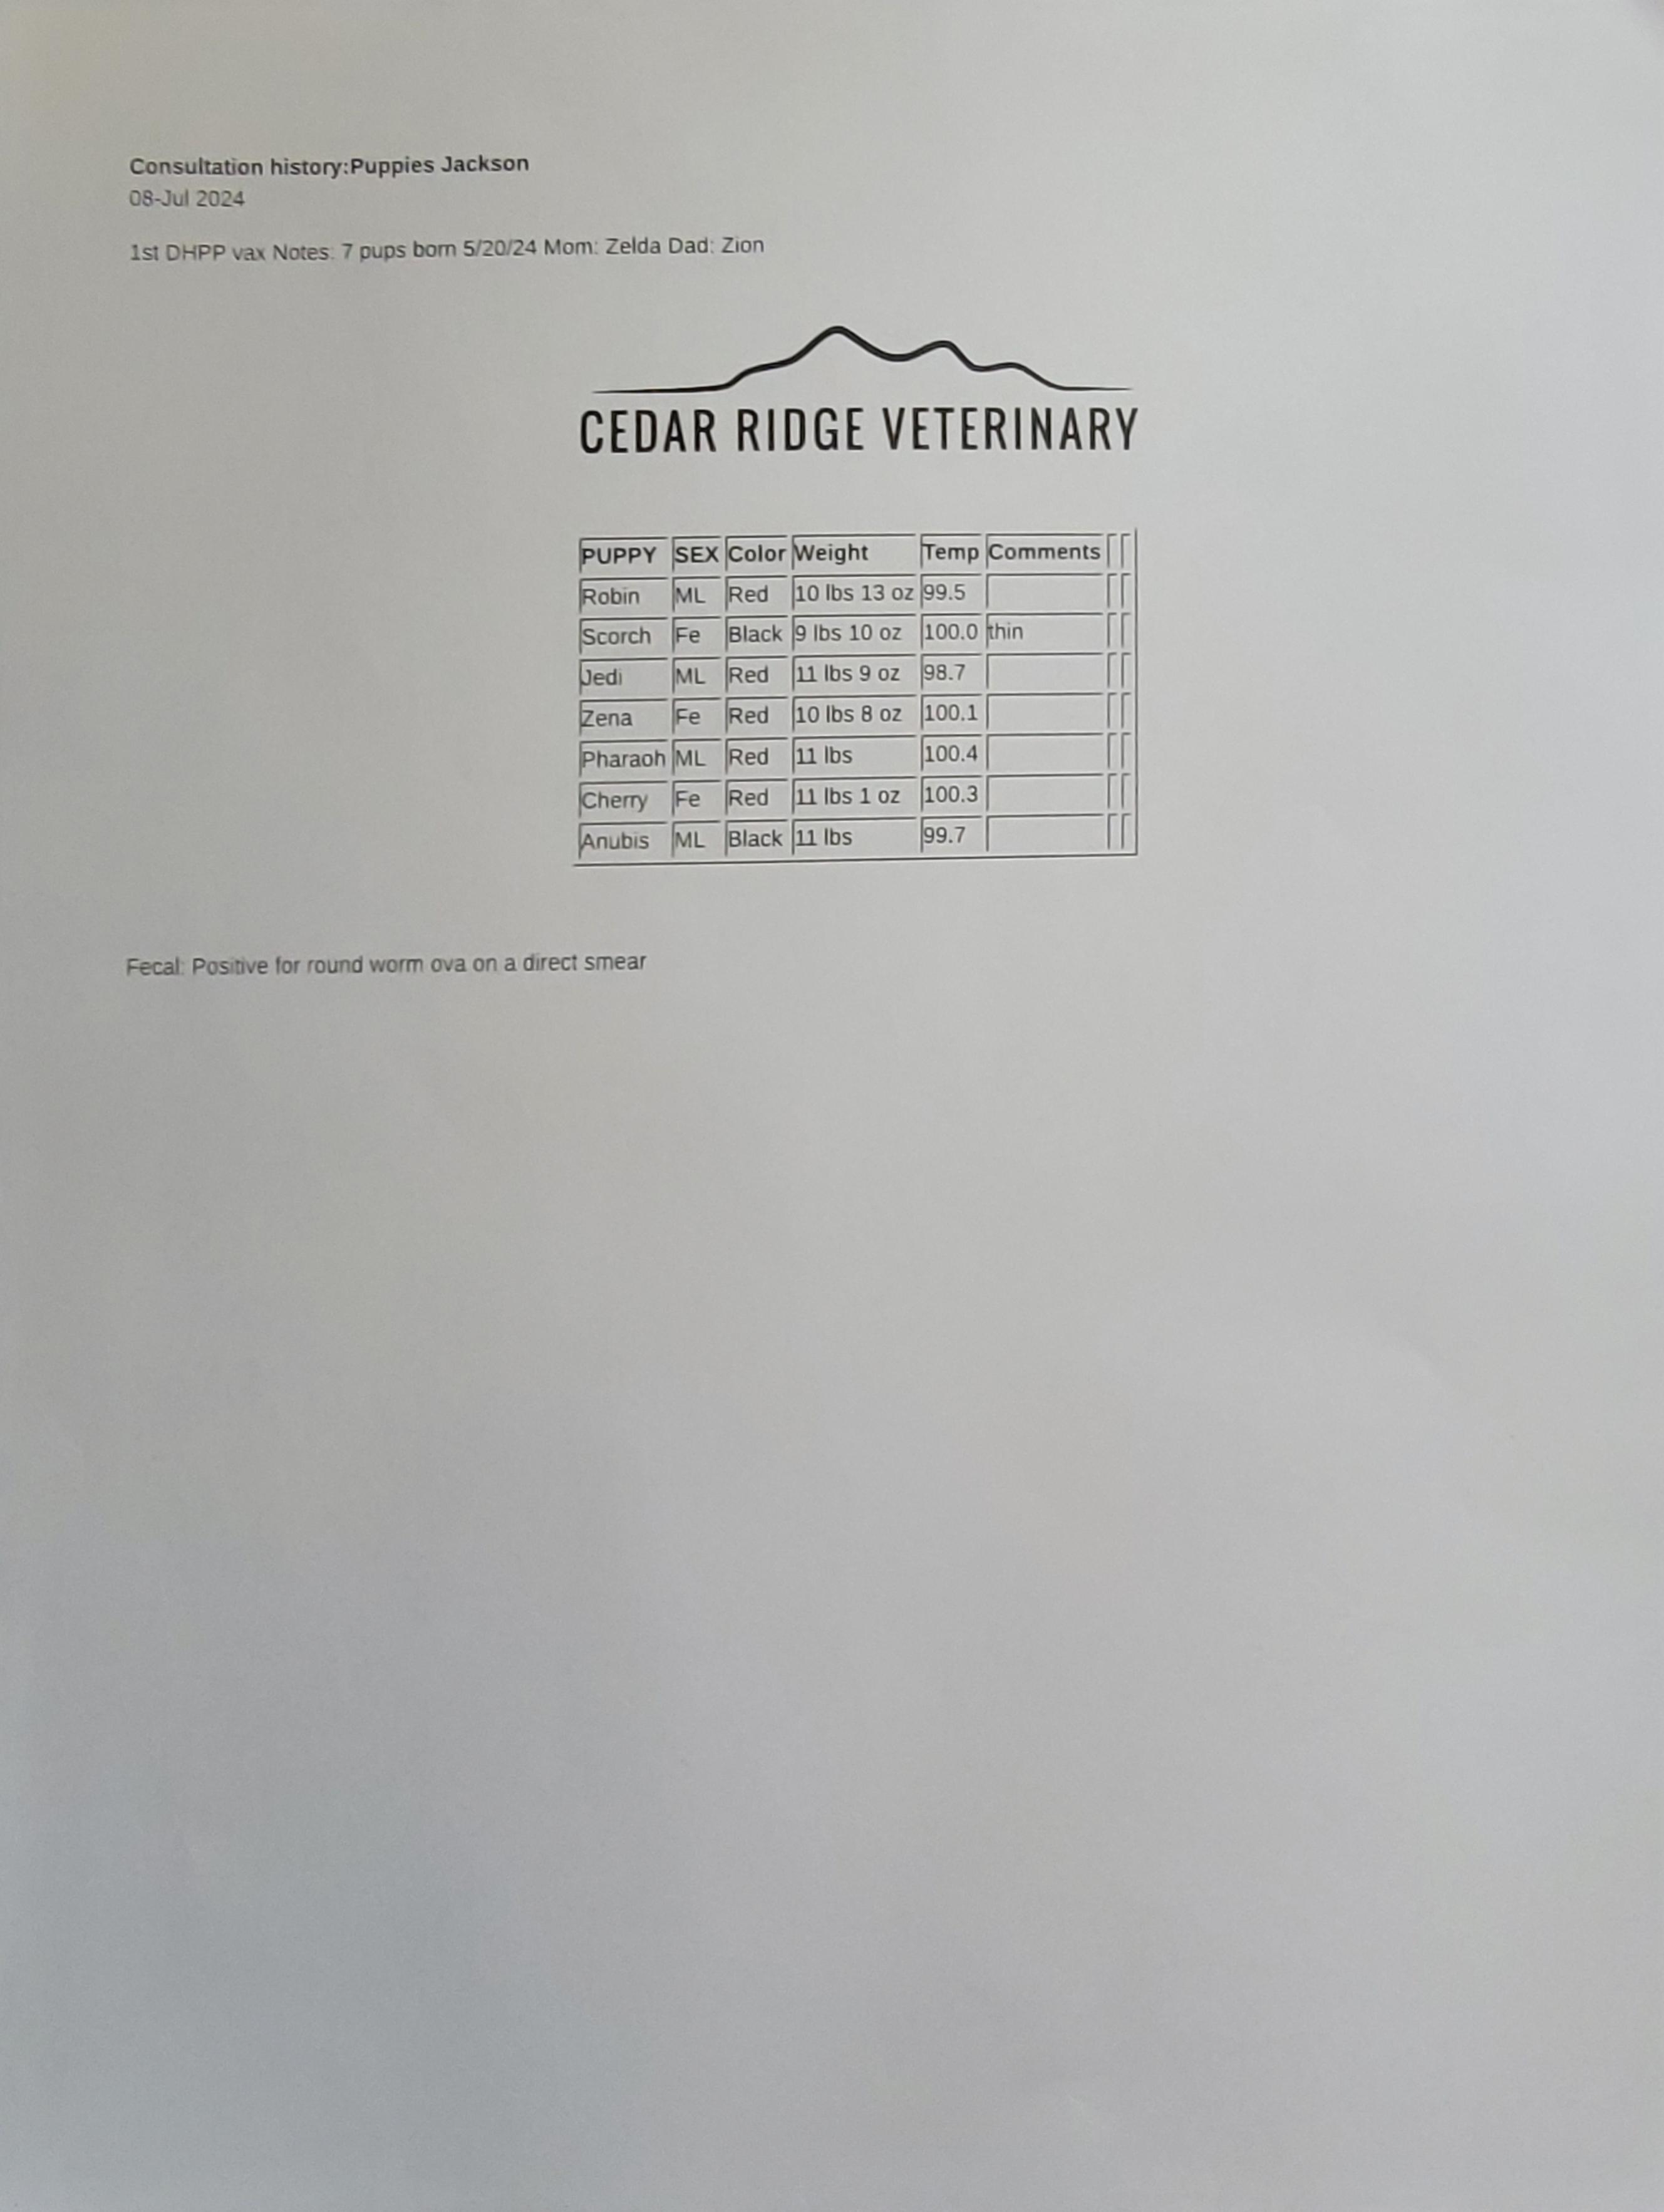 Consultation history:Puppies Jackson
08-Jul 2024
1st DHPP vax Notes: 7 pups born 5/20/24 Mom: Zelda Dad: Zion
CEDAR RIDGE VETERINARY
PUPPY SEX Color Weight Temp Comments
Robin ML Red 10 lbs 13 oz 99.5
Scorch Fe Black 9 lbs 10 oz 100.0 thin
Jedi ML Red 11 lbs 9 oz 98.7
Zena Fe Red 10 lbs 8 oz 100.1
Pharaoh ML Red 11 lbs 100.4
Cherry Fe Red 11 lbs 1 oz 100.3
Anubis ML Black 11 lbs 99.7
Fecal: Positive for round worm ova on a direct smear